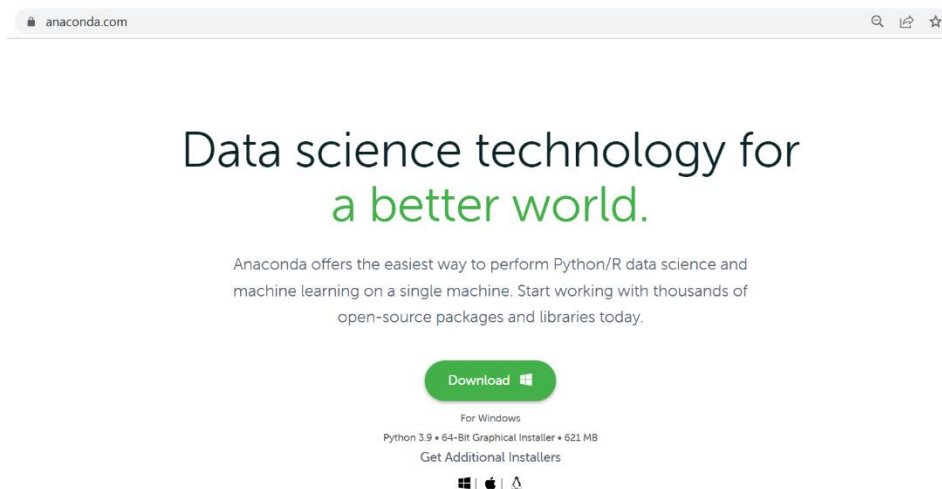 anaconda.com
Data science technology for
a better world.
Anaconda offers the easiest way to perform Python/R data science and
machine learning on a single machine. Start working with thousands of
open-source packages and libraries today.
Download
For Windows
Python 3.9 • 64-Bit Graphical Installer • 621 MB
Get Additional Installers